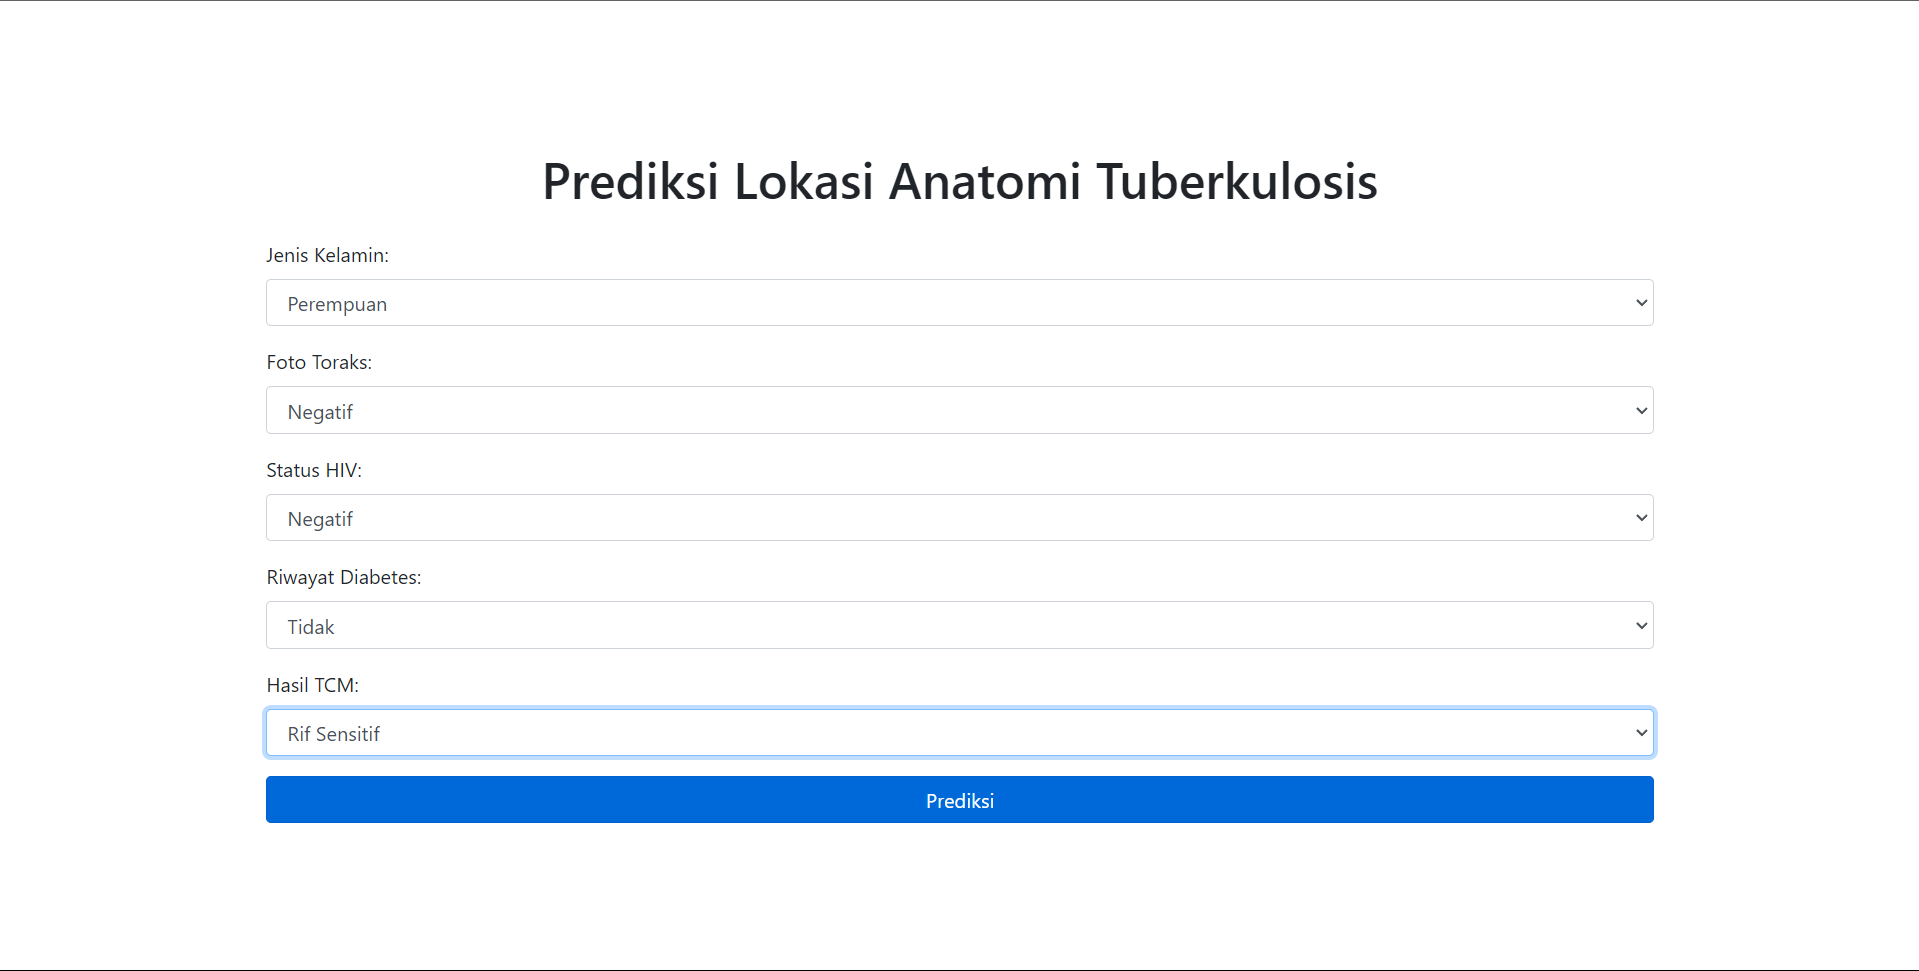 Prediksi Lokasi Anatomi Tuberkulosis
Jenis Kelamin:
Perempuan
Foto Toraks:
Negatif
Status HIV:
Negatif
Riwayat Diabetes:
Tidak
Hasil TCM:
Rif Sensitif
Prediksi